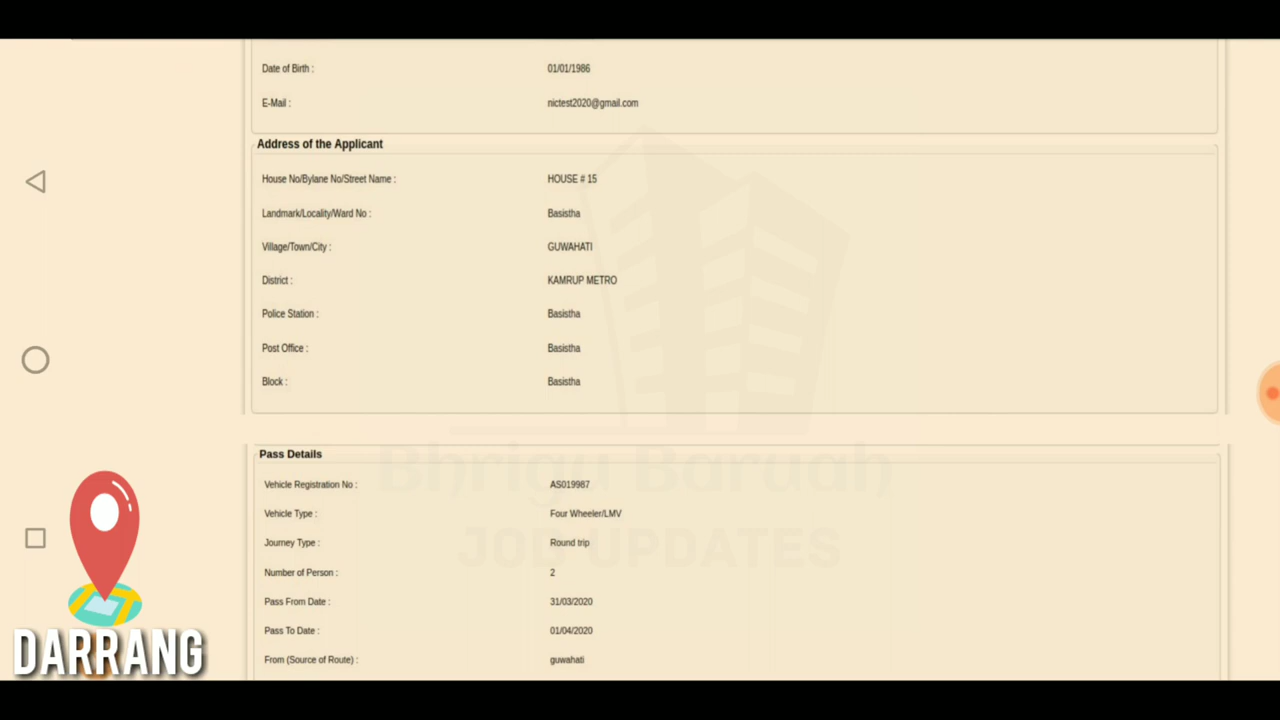 Date of Birth : 01/01/1986
E-Mail : nictest2020@gmail.com
Address of the Applicant
House No/Bylane No/Street Name : HOUSE # 15
Landmark/Locality/Ward No : Basistha
Village/Town/City : GUWAHATI
District : KAMRUP METRO
Police Station : Basistha
Post Office : Basistha
Block : Basistha
Pass Details
Bhrigu Baruah
Vehicle Registration No : AS019987
Vehicle Type : Four Wheeler/LMV
Journey Type : Round trip
JOB UPDATES
Number of Person : 2
Pass From Date : 31/03/2020
Pass To Date : 01/04/2020
From (Source of Route) : guwahati
DARRANG